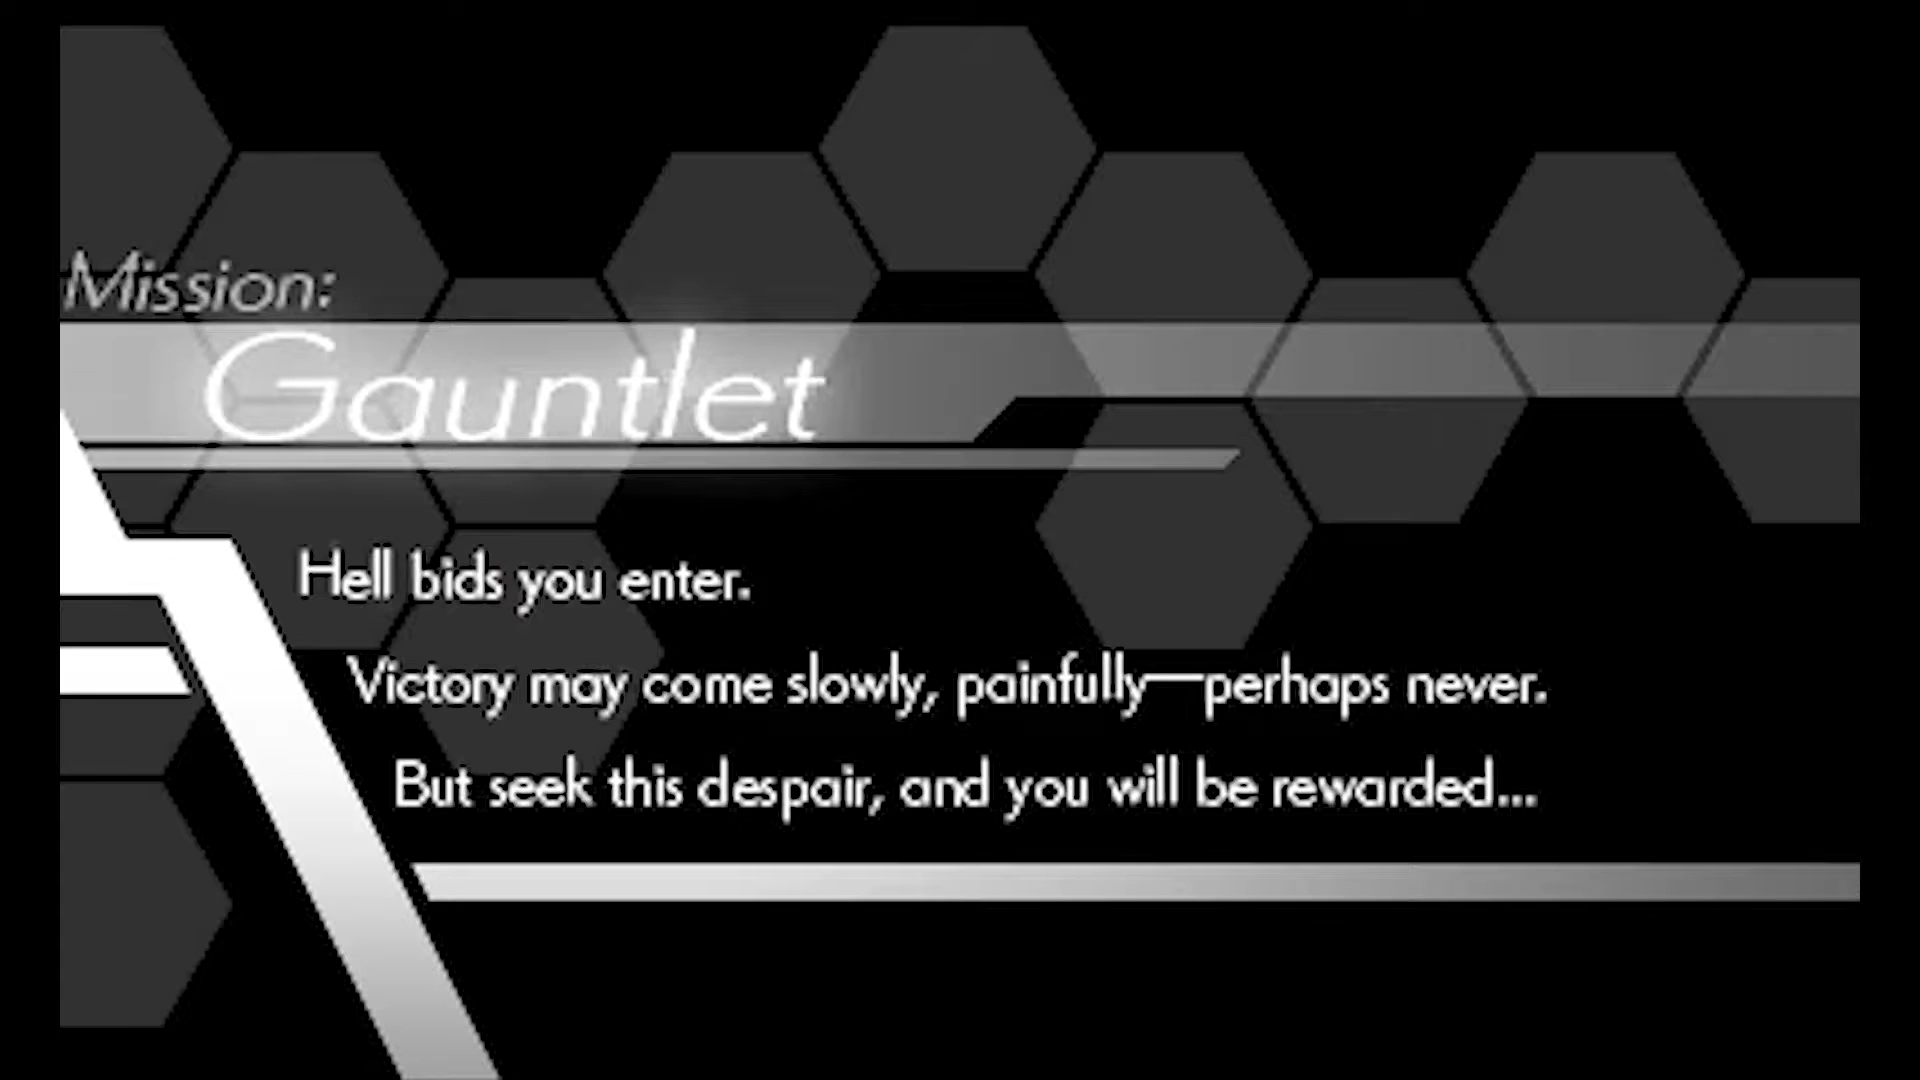 Mission:
Gauntlet
Hell bids you enter.
Victory may come slowly, painfully—perhaps never.
But seek this despair, and you will be rewarded...